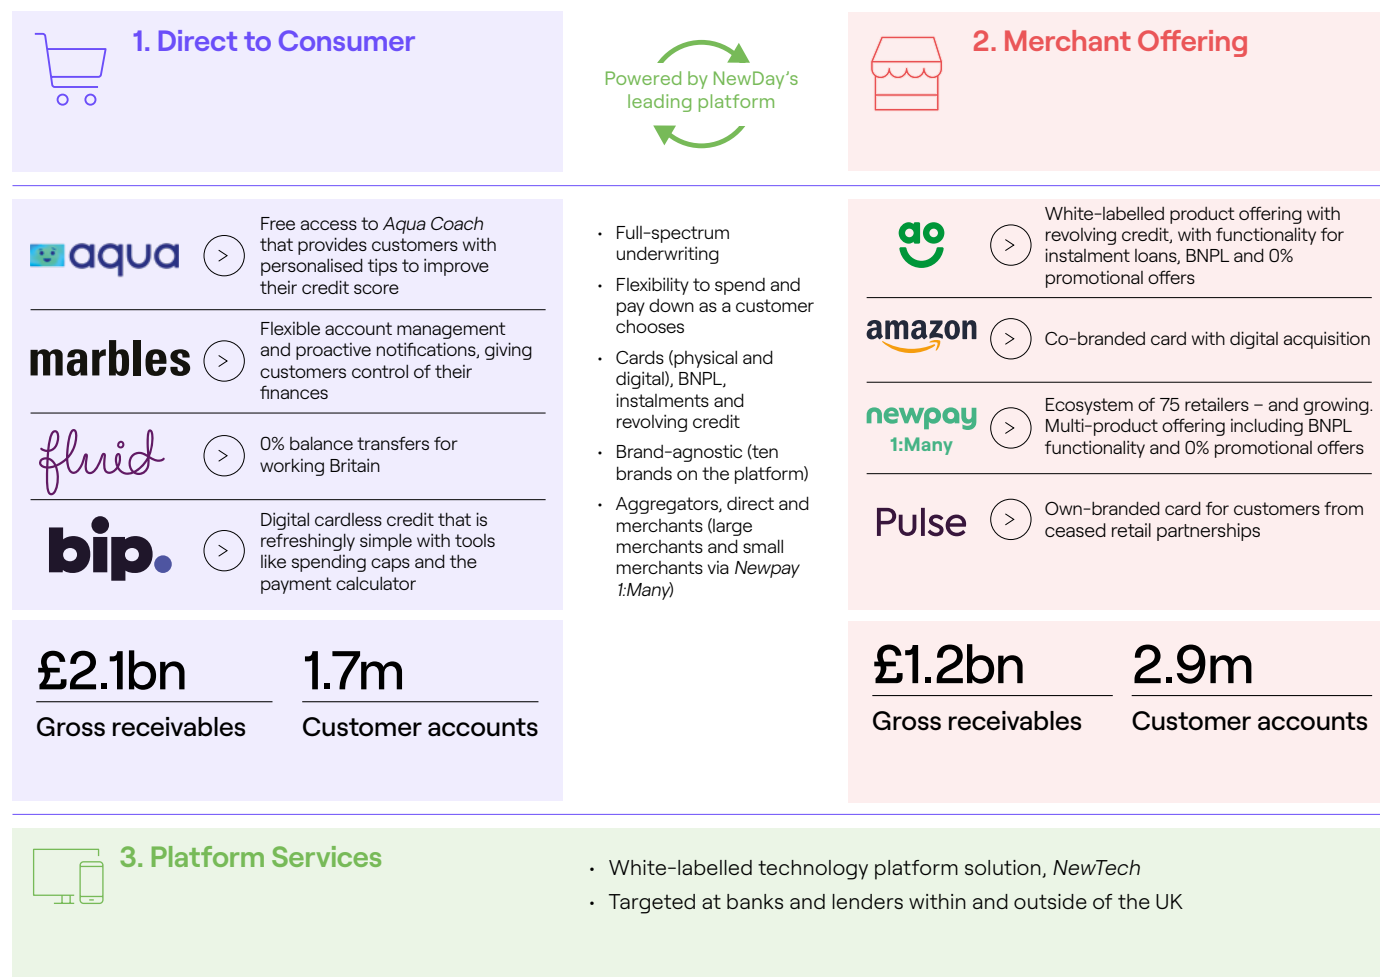 1. Direct to Consumer
Powered by NewDay's
leading platform
2. Merchant Offering
aqua
>
Free access to Aqua Coach
that provides customers with
personalised tips to improve
their credit score
marbles
>
Flexible account management
and proactive notifications, giving
customers control of their
finances
fluid
>
0% balance transfers for
working Britain
bip.
>
Digital cardless credit that is
refreshingly simple with tools
like spending caps and the
payment calculator
• Full-spectrum
underwriting
• Flexibility to spend and
pay down as a customer
chooses
• Cards (physical and
digital), BNPL,
instalments and
revolving credit
• Brand-agnostic (ten
brands on the platform)
• Aggregators, direct and
merchants (large
merchants and small
merchants via Newpay
1:Many)
ao
>
White-labelled product offering with
revolving credit, with functionality for
instalment loans, BNPL and 0%
promotional offers
amazon
>
Co-branded card with digital acquisition
newpay
1:Many
>
Ecosystem of 75 retailers – and growing.
Multi-product offering including BNPL
functionality and 0% promotional offers
Pulse
>
Own-branded card for customers from
ceased retail partnerships
£2.1bn
Gross receivables
1.7m
Customer accounts
£1.2bn
Gross receivables
2.9m
Customer accounts
3. Platform Services
• White-labelled technology platform solution, NewTech
• Targeted at banks and lenders within and outside of the UK